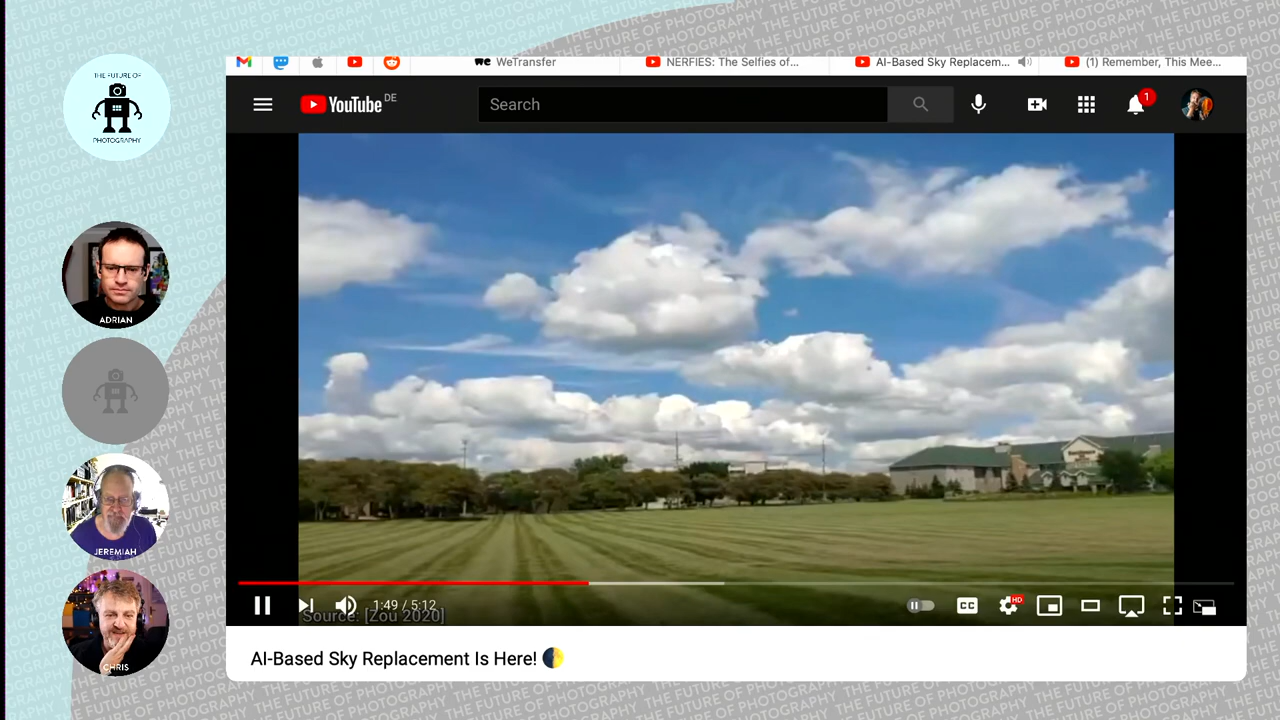 THE FUTURE OF
PHOTOGRAPHY
ADRIAN
JEREMIAH
CHRIS
WeTransfer
NERFIES: The Selfies of...
AI-Based Sky Replacem...
(1) Remember, This Mee...
YouTube DE
Search
1
1:49 / 5:12
CC
HD
Source: [Zou 2020]
AI-Based Sky Replacement Is Here!
THE FUTURE OF PHOTOGRAPHY